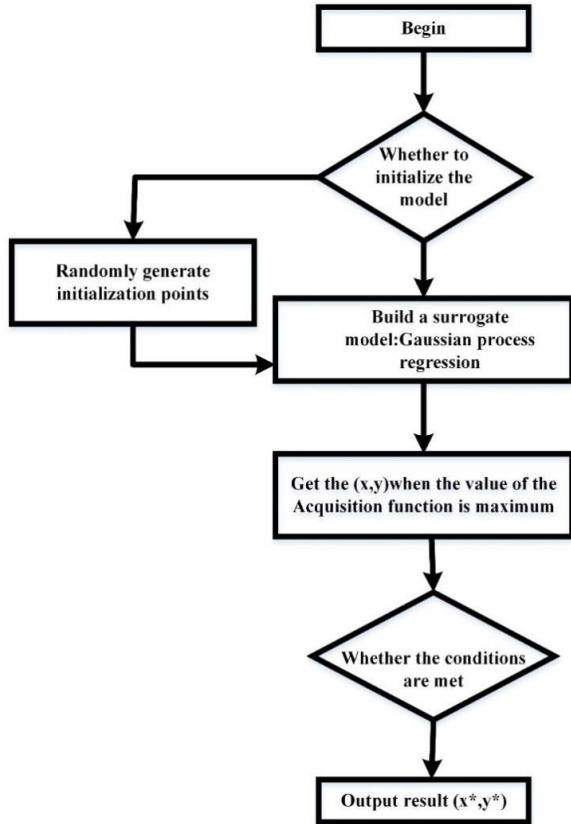 Begin
Whether to
initialize the
model
Randomly generate
initialization points
Build a surrogate
model:Gaussian process
regression
Get the (x,y)when the value of the
Acquisition function is maximum
Whether the conditions
are met
Output result (x*,y*)